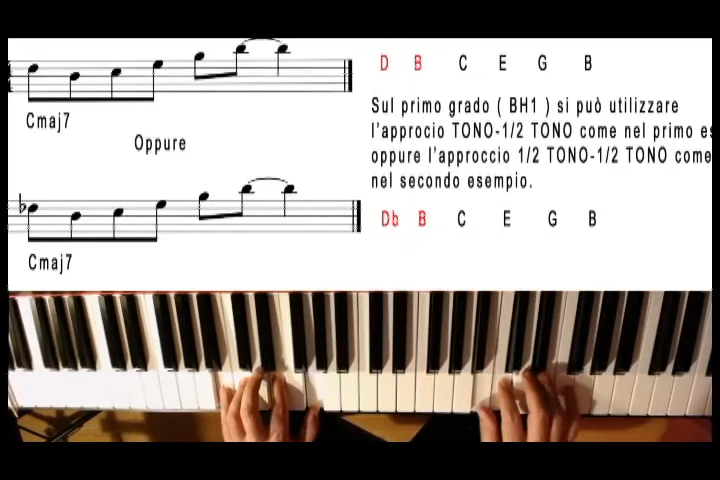 D B C E G B
Cmaj7
Oppure
Sul primo grado ( BH1 ) si può utilizzare
l'approcio TONO-1/2 TONO come nel primo es
oppure l'approccio 1/2 TONO-1/2 TONO come
nel secondo esempio.
Db B C E G B
Cmaj7